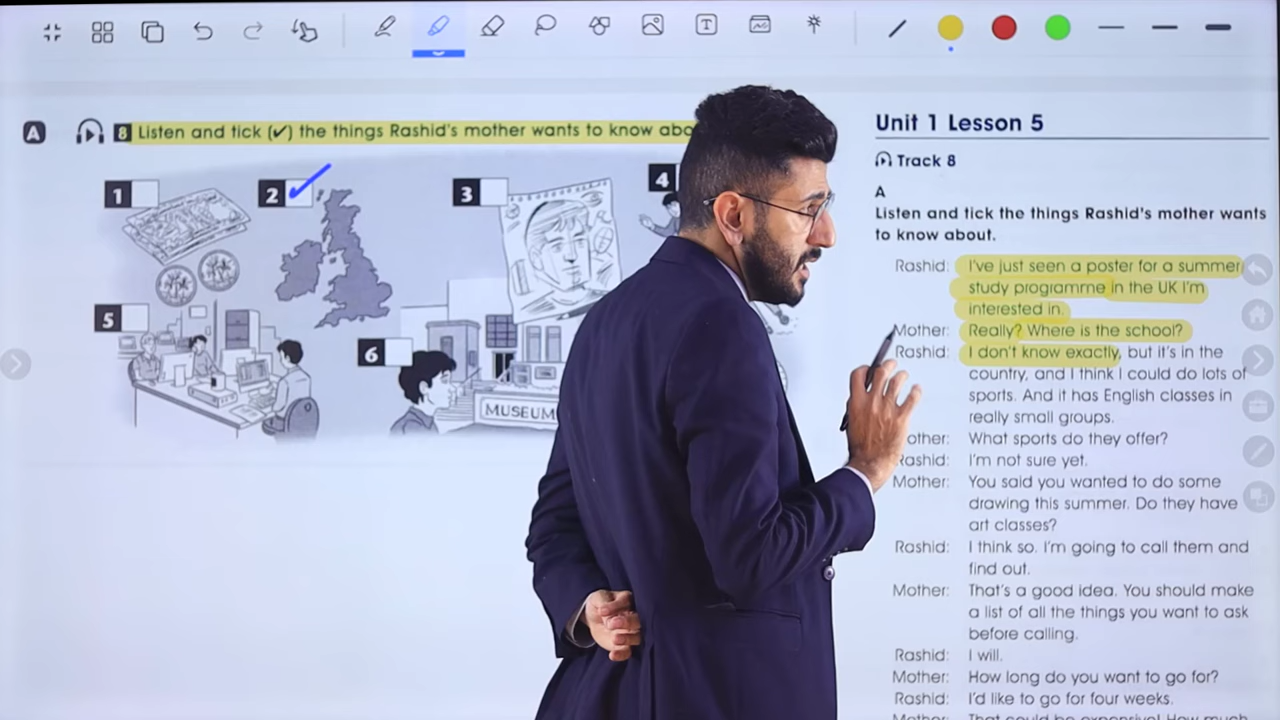 A 8 Listen and tick (✔) the things Rashid's mother wants to know abo
1
2
3
4
5
6
MUSEUM
Unit 1 Lesson 5
Track 8
A
Listen and tick the things Rashid's mother wants
to know about.
Rashid: I've just seen a poster for a summer
study programme in the UK I'm
interested in.
Mother: Really? Where is the school?
Rashid: I don't know exactly, but it's in the
country, and I think I could do lots of
sports. And it has English classes in
really small groups.
other: What sports do they offer?
Rashid: I'm not sure yet.
Mother: You said you wanted to do some
drawing this summer. Do they have
art classes?
Rashid: I think so. I'm going to call them and
find out.
Mother: That's a good idea. You should make
a list of all the things you want to ask
before calling.
Rashid: I will.
Mother: How long do you want to go for?
Rashid: I'd like to go for four weeks.
Mother: That could be expensive! How much